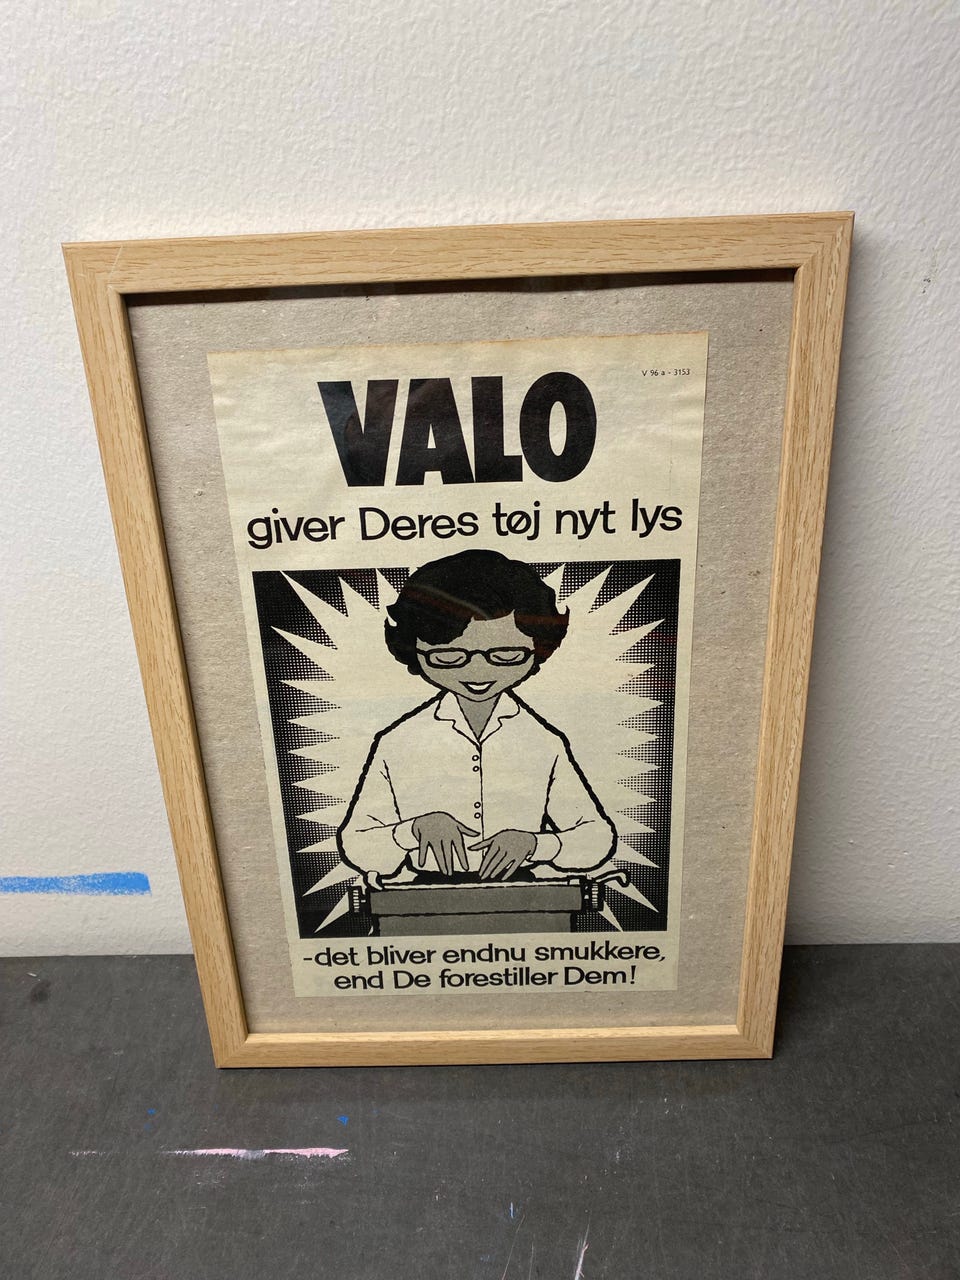 V 96 a - 3153
VALO
giver Deres tøj nyt lys
-det bliver endnu smukkere,
end De forestiller Dem!